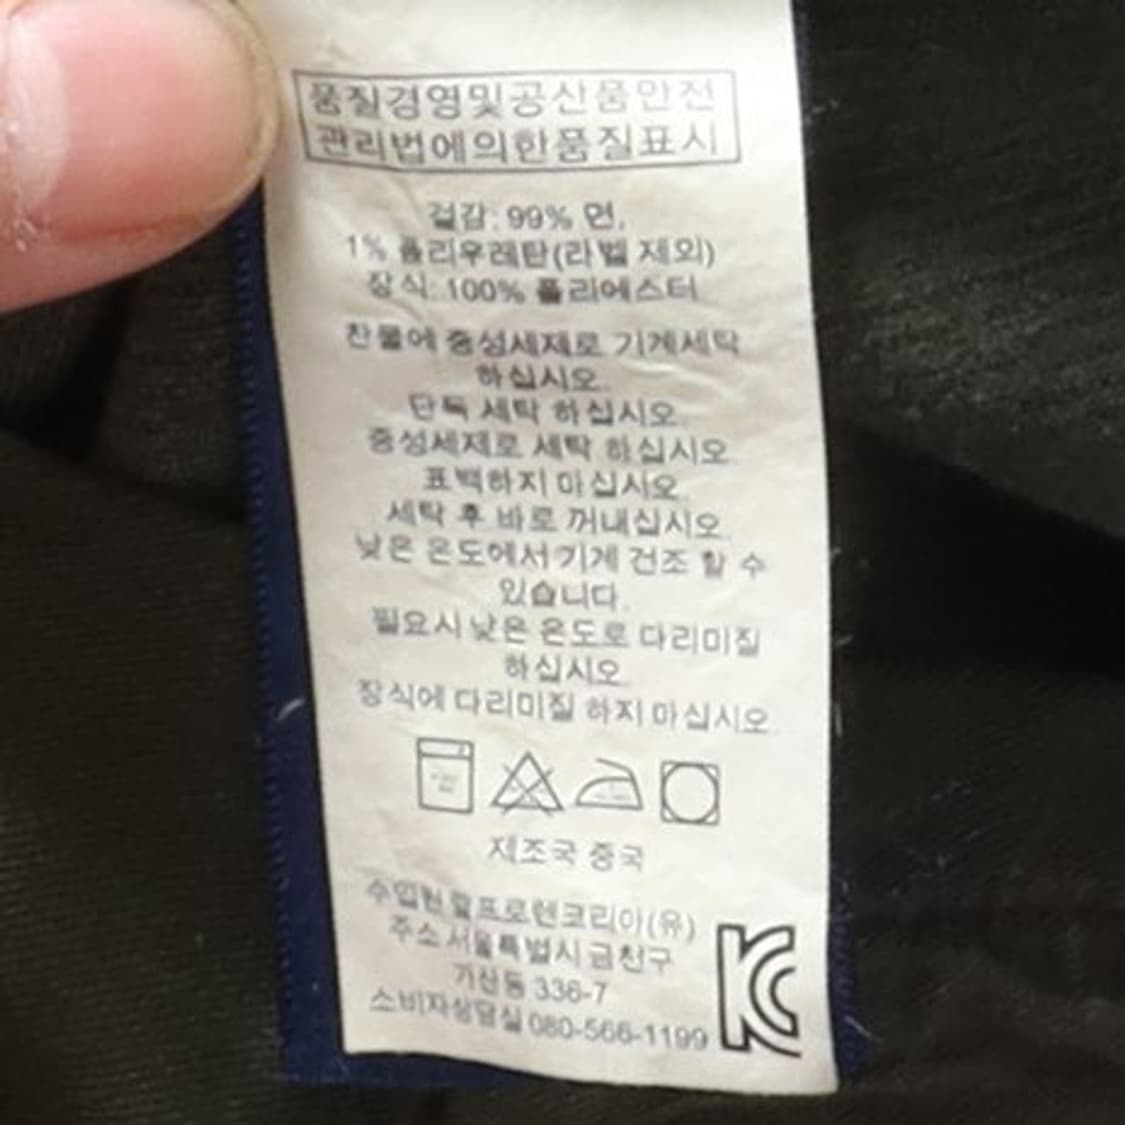 품질경영및공산품안전
관리법에의한품질표시
겉감: 99% 면,
1% 폴리우레탄(라벨 제외)
장식: 100% 폴리에스터
찬물에 중성세제로 기계세탁
하십시오.
단독 세탁 하십시오.
중성세제로 세탁 하십시오.
표백하지 마십시오.
세탁 후 바로 꺼내십시오.
낮은 온도에서 기계 건조 할 수
있습니다.
필요시 낮은 온도로 다리미질
하십시오.
장식에 다리미질 하지 마십시오.
제조국 중국
수입원 랄프로렌코리아(유)
주소 서울특별시 금천구
가산동 336-7
소비자상담실 080-566-1199